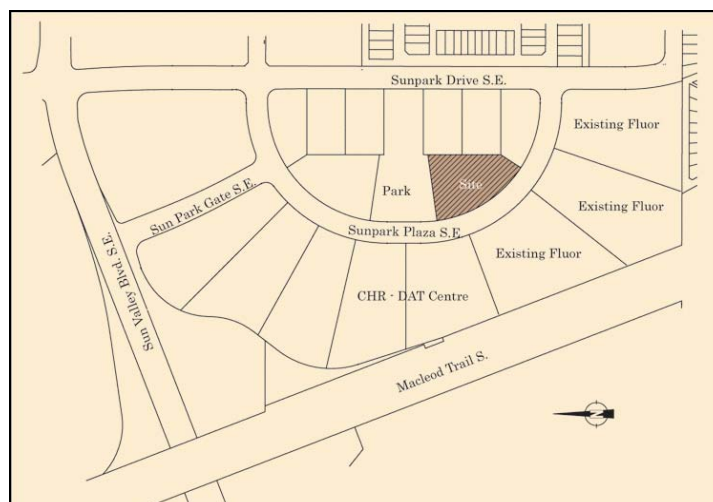 Sunpark Drive S.E.
Existing Fluor
Site
Park
Sun Park Gate S.E.
Existing Fluor
Sunpark Plaza S.E.
Existing Fluor
Sun Valley Blvd. S.E.
CHR - DAT Centre
Macleod Trail S.
N